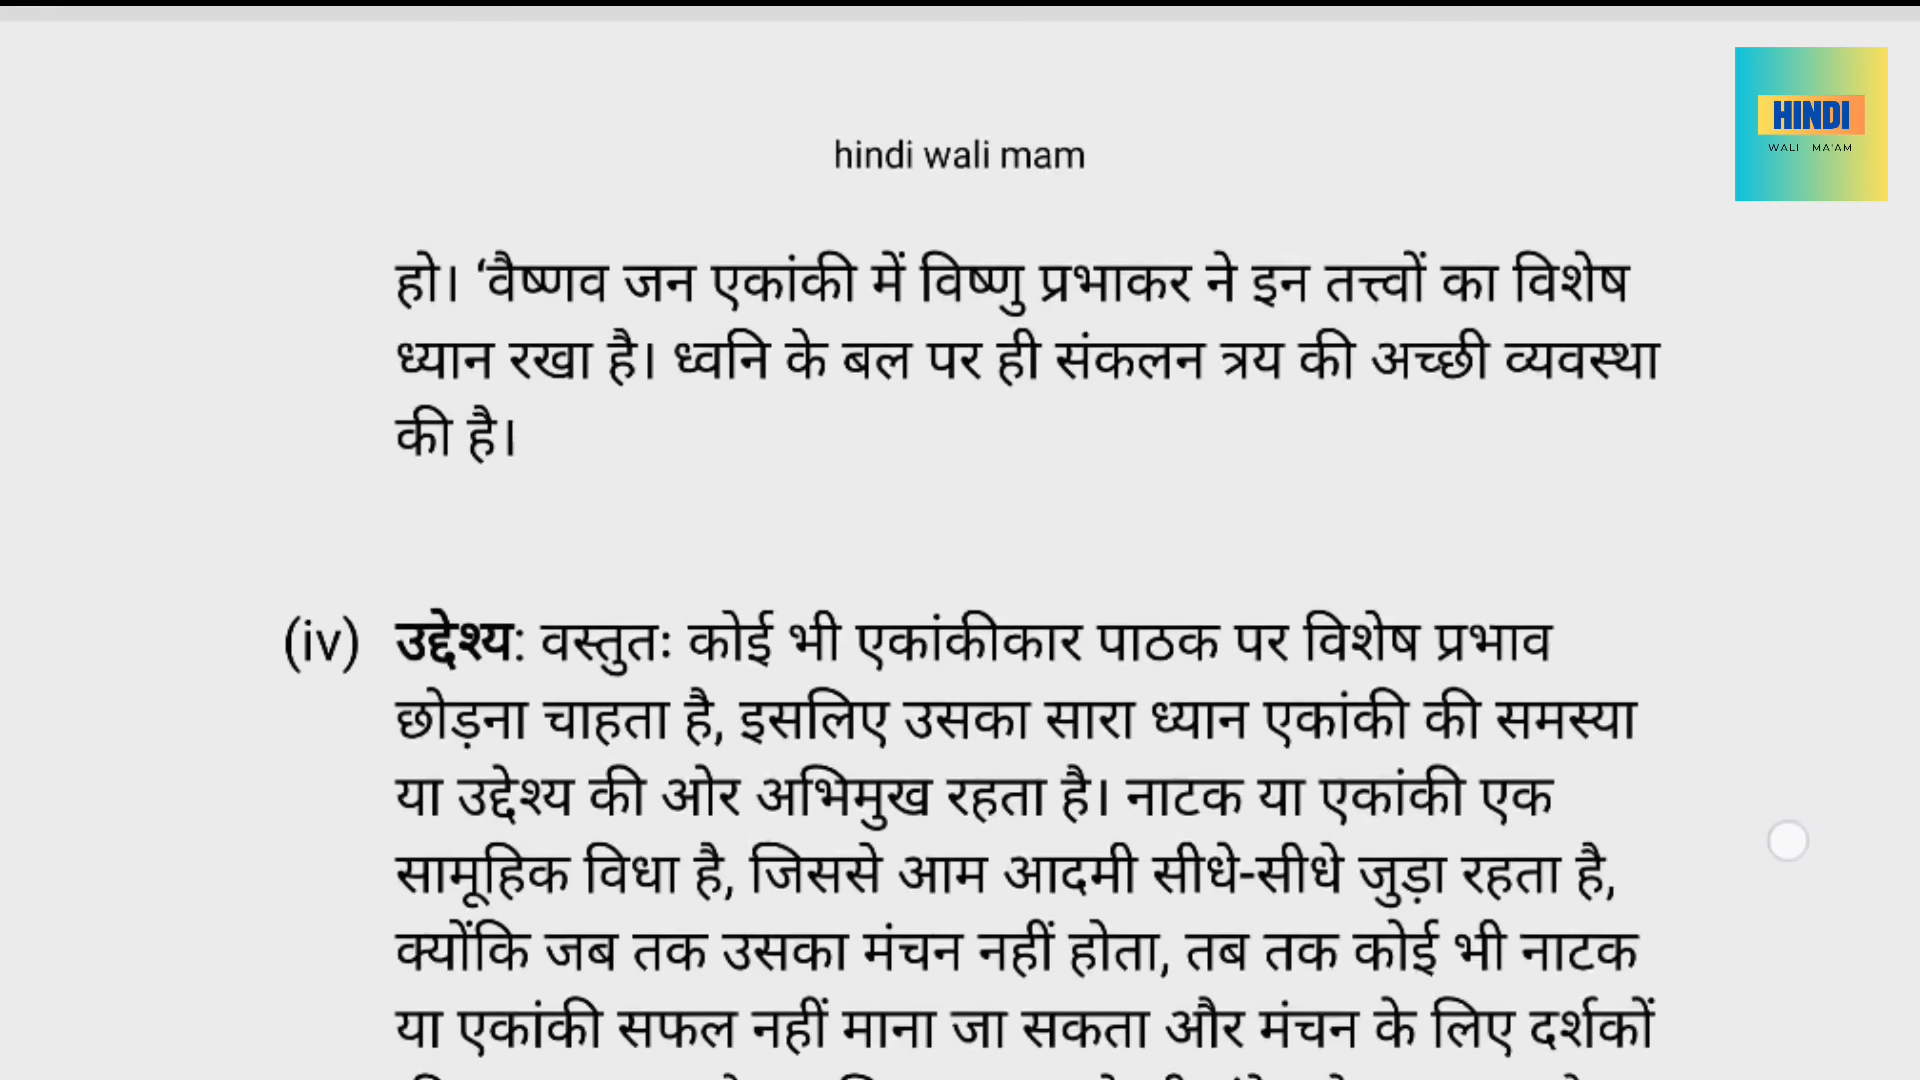 HINDI
WALI MA'AM
hindi wali mam
हो। ‘वैष्णव जन एकांकी में विष्णु प्रभाकर ने इन तत्त्वों का विशेष
ध्यान रखा है। ध्वनि के बल पर ही संकलन त्रय की अच्छी व्यवस्था
की है।
(iv) उद्देश्य: वस्तुतः कोई भी एकांकीकार पाठक पर विशेष प्रभाव
छोड़ना चाहता है, इसलिए उसका सारा ध्यान एकांकी की समस्या
या उद्देश्य की ओर अभिमुख रहता है। नाटक या एकांकी एक
सामूहिक विधा है, जिससे आम आदमी सीधे-सीधे जुड़ा रहता है,
क्योंकि जब तक उसका मंचन नहीं होता, तब तक कोई भी नाटक
या एकांकी सफल नहीं माना जा सकता और मंचन के लिए दर्शकों